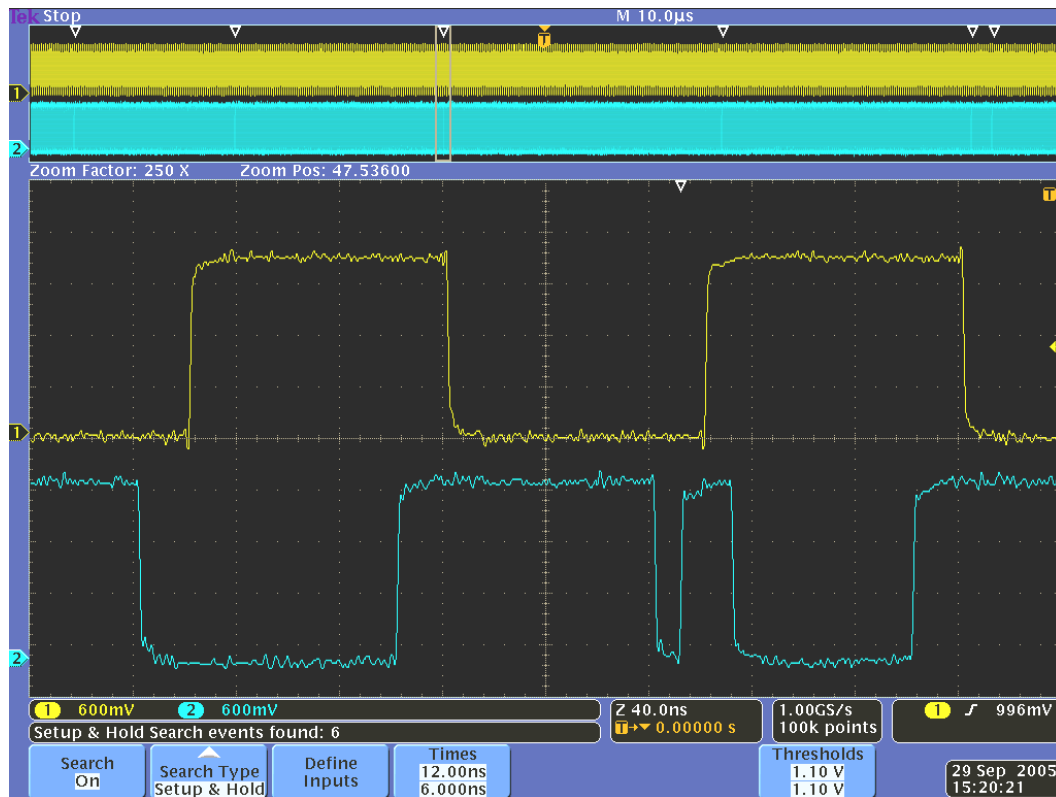 Tek Stop M 10.0µs
T
1
2
Zoom Factor: 250 X Zoom Pos: 47.53600
T
1
2
1 600mV 2 600mV
Setup & Hold Search events found: 6
Z 40.0ns
T→▼ 0.00000 s
1.00GS/s
100k points
1 996mV
Search
On
Search Type
Setup & Hold
Define
Inputs
Times
12.00ns
6.000ns
Thresholds
1.10 V
1.10 V
29 Sep 2005
15:20:21